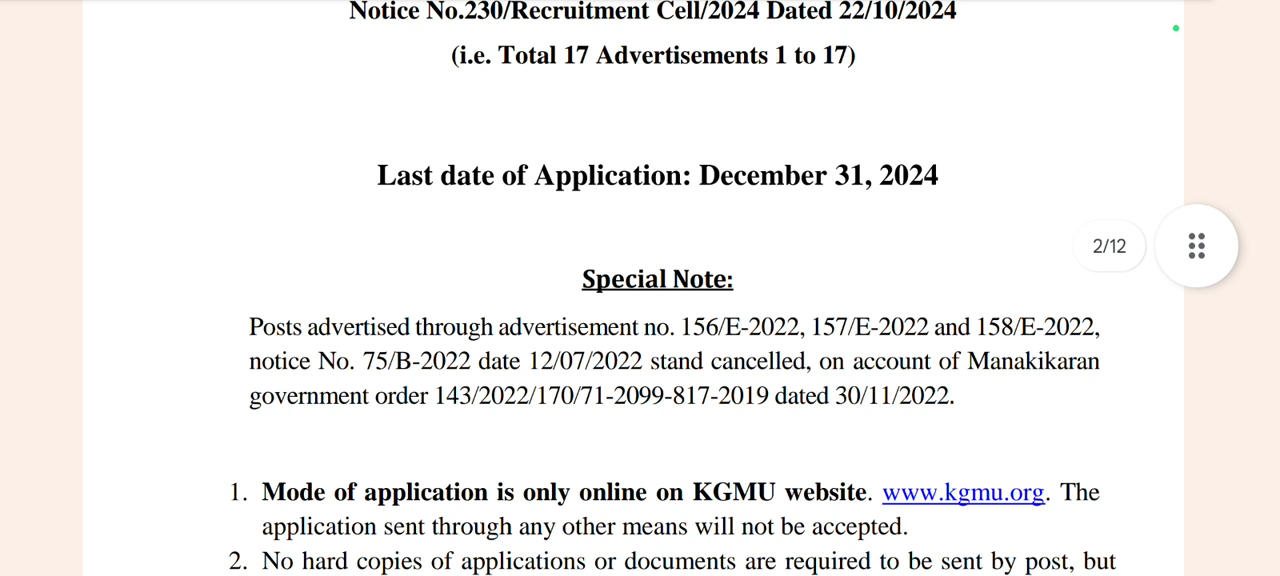 Notice No.230/Recruitment Cell/2024 Dated 22/10/2024
(i.e. Total 17 Advertisements 1 to 17)
Last date of Application: December 31, 2024
2/12
Special Note:
Posts advertised through advertisement no. 156/E-2022, 157/E-2022 and 158/E-2022,
notice No. 75/B-2022 date 12/07/2022 stand cancelled, on account of Manakikaran
government order 143/2022/170/71-2099-817-2019 dated 30/11/2022.
1. Mode of application is only online on KGMU website. www.kgmu.org. The
application sent through any other means will not be accepted.
2. No hard copies of applications or documents are required to be sent by post, but